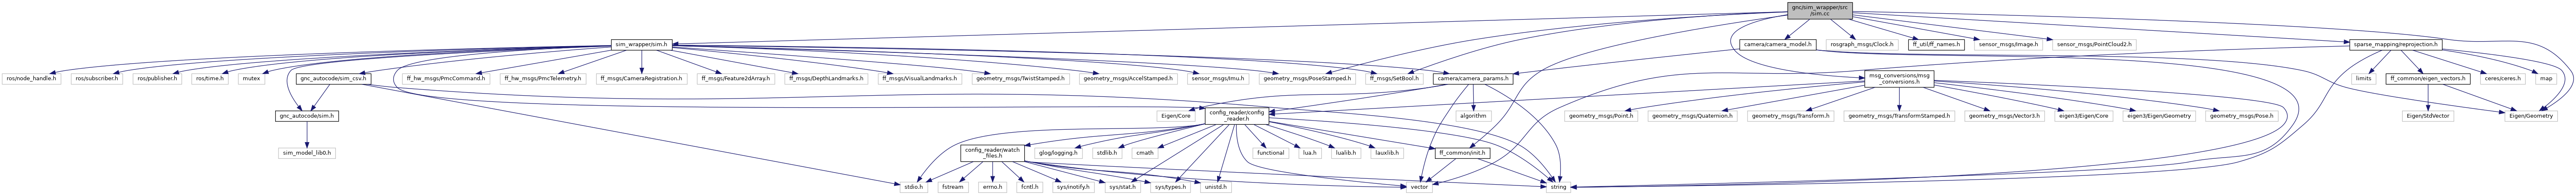 gnc/sim_wrapper/src
/sim.cc
sim_wrapper/sim.h
camera/camera_model.h
rosgraph_msgs/Clock.h
ff_util/ff_names.h
sensor_msgs/Image.h
sensor_msgs/PointCloud2.h
sparse_mapping/reprojection.h
ros/node_handle.h
ros/subscriber.h
ros/publisher.h
ros/time.h
mutex
gnc_autocode/sim_csv.h
ff_hw_msgs/PmcCommand.h
ff_hw_msgs/PmcTelemetry.h
ff_msgs/CameraRegistration.h
ff_msgs/Feature2dArray.h
ff_msgs/DepthLandmarks.h
ff_msgs/VisualLandmarks.h
geometry_msgs/TwistStamped.h
geometry_msgs/AccelStamped.h
sensor_msgs/Imu.h
geometry_msgs/PoseStamped.h
ff_msgs/SetBool.h
camera/camera_params.h
msg_conversions/msg
_conversions.h
limits
ff_common/eigen_vectors.h
ceres/ceres.h
map
gnc_autocode/sim.h
Eigen/Core
config_reader/config
_reader.h
algorithm
geometry_msgs/Point.h
geometry_msgs/Quaternion.h
geometry_msgs/Transform.h
geometry_msgs/TransformStamped.h
geometry_msgs/Vector3.h
eigen3/Eigen/Core
eigen3/Eigen/Geometry
geometry_msgs/Pose.h
Eigen/StdVector
Eigen/Geometry
sim_model_lib0.h
config_reader/watch
_files.h
glog/logging.h
stdlib.h
cmath
functional
lua.h
lualib.h
lauxlib.h
ff_common/init.h
stdio.h
fstream
errno.h
fcntl.h
sys/inotify.h
sys/stat.h
sys/types.h
unistd.h
vector
string